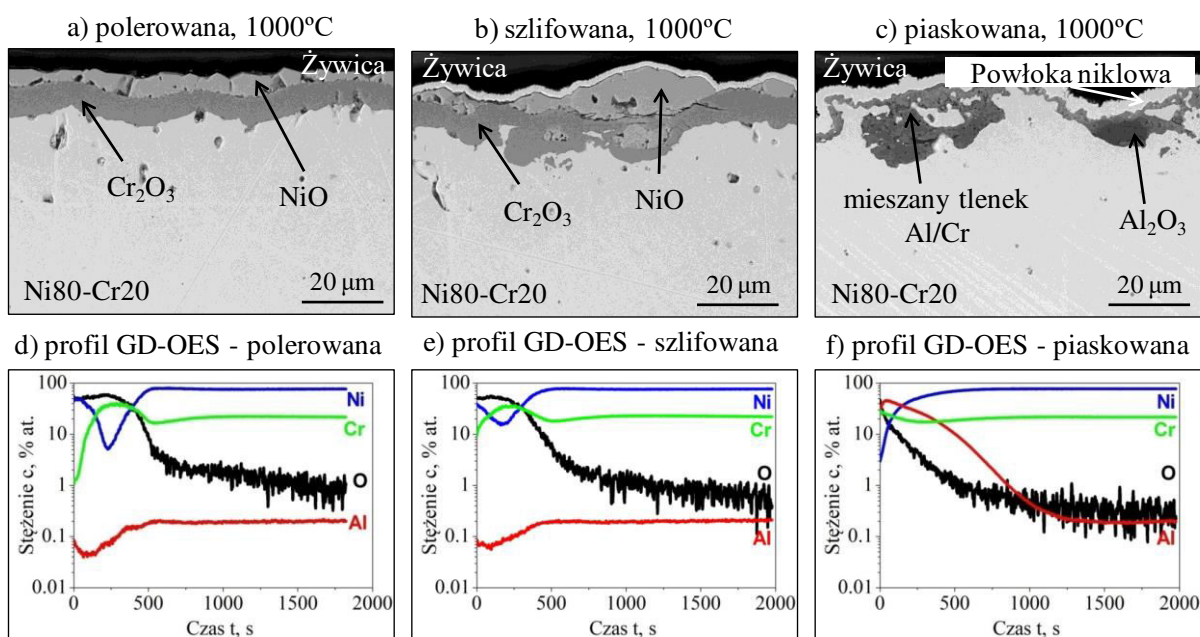 a) polerowana, 1000ºC
Żywica
Cr2O3
NiO
Ni80-Cr20
20 µm
b) szlifowana, 1000ºC
Żywica
Cr2O3
NiO
Ni80-Cr20
20 µm
c) piaskowana, 1000ºC
Żywica
Powłoka niklowa
mieszany tlenek
Al/Cr
Al2O3
Ni80-Cr20
20 µm
d) profil GD-OES - polerowana
Stężenie c, % at.
100
10
1
0.1
0.01
Ni
Cr
O
Al
0 500 1000 1500 2000
Czas t, s
e) profil GD-OES - szlifowana
Stężenie c, % at.
100
10
1
0.1
0.01
Ni
Cr
O
Al
0 500 1000 1500 2000
Czas t, s
f) profil GD-OES - piaskowana
Stężenie c, % at.
100
10
1
0.1
0.01
Ni
Cr
O
Al
0 500 1000 1500 2000
Czas t, s